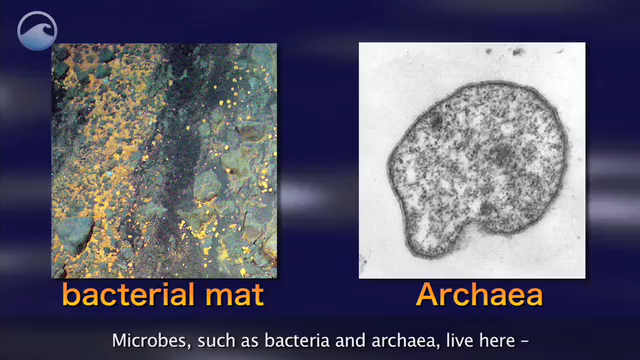 bacterial mat
Archaea
Microbes, such as bacteria and archaea, live here –